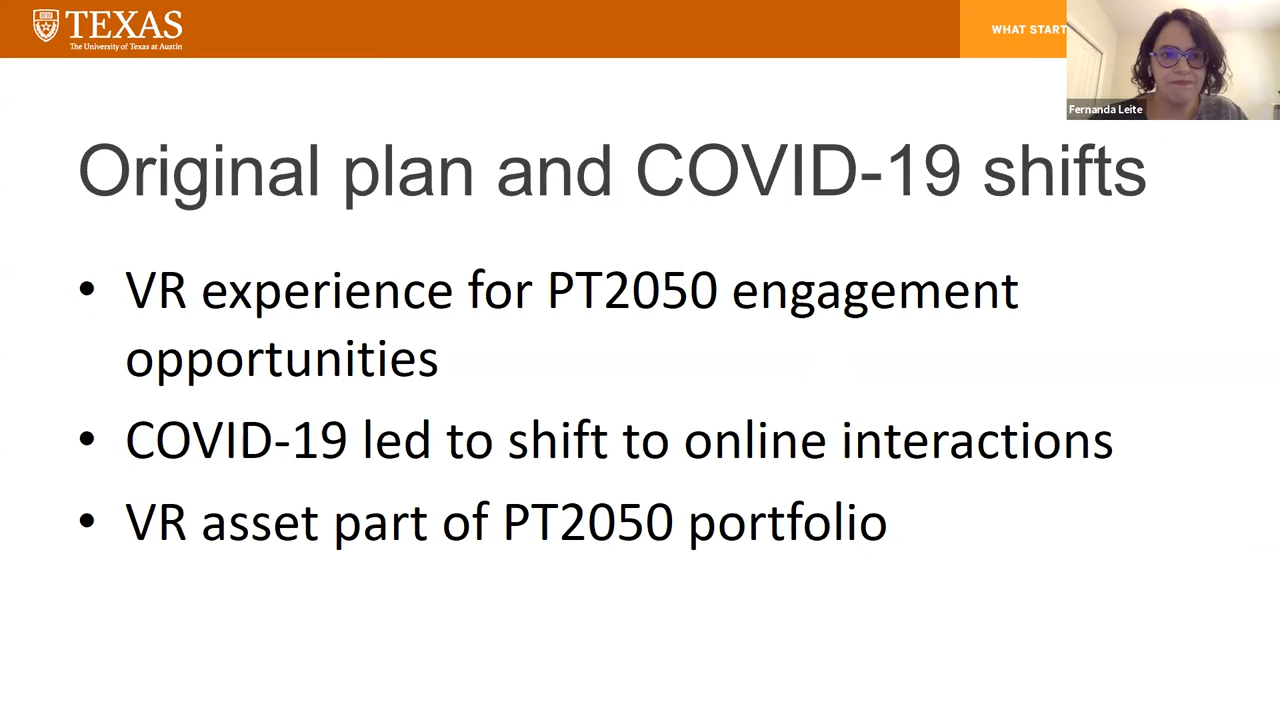 TEXAS
The University of Texas at Austin
WHAT START
Fernanda Leite
Original plan and COVID-19 shifts
• VR experience for PT2050 engagement
opportunities
• COVID-19 led to shift to online interactions
• VR asset part of PT2050 portfolio